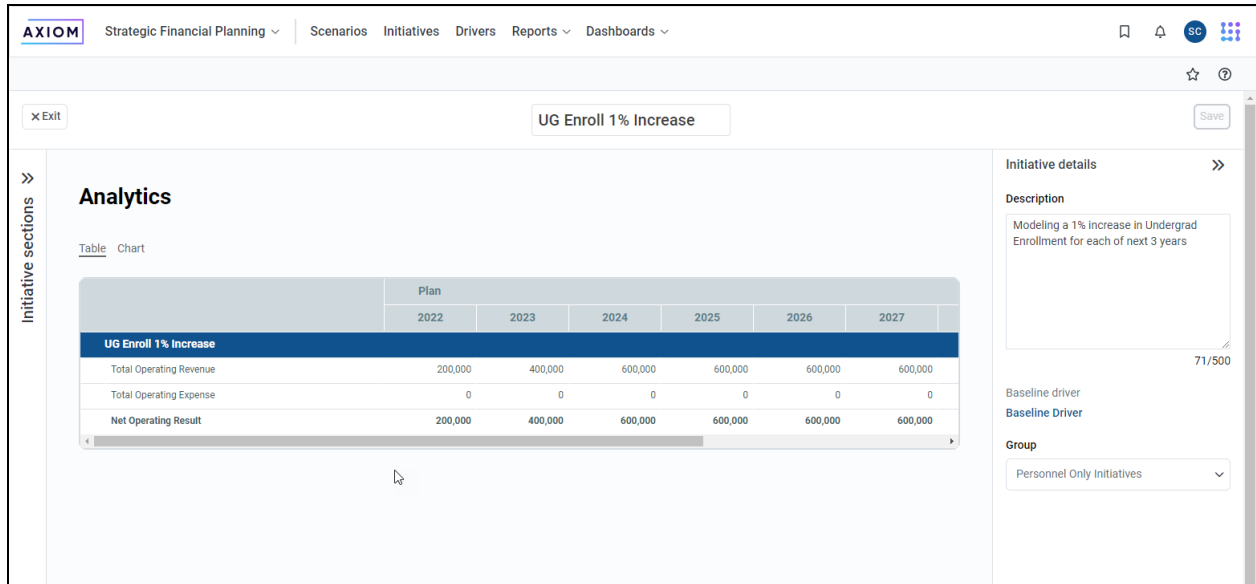 AXIOM Strategic Financial Planning Scenarios Initiatives Drivers Reports Dashboards SC
Exit UG Enroll 1% Increase Save
Initiative sections
Analytics
Table Chart
Plan
2022 2023 2024 2025 2026 2027
UG Enroll 1% Increase
Total Operating Revenue 200,000 400,000 600,000 600,000 600,000 600,000
Total Operating Expense 0 0 0 0 0 0
Net Operating Result 200,000 400,000 600,000 600,000 600,000 600,000
Initiative details
Description
Modeling a 1% increase in Undergrad
Enrollment for each of next 3 years
71/500
Baseline driver
Baseline Driver
Group
Personnel Only Initiatives